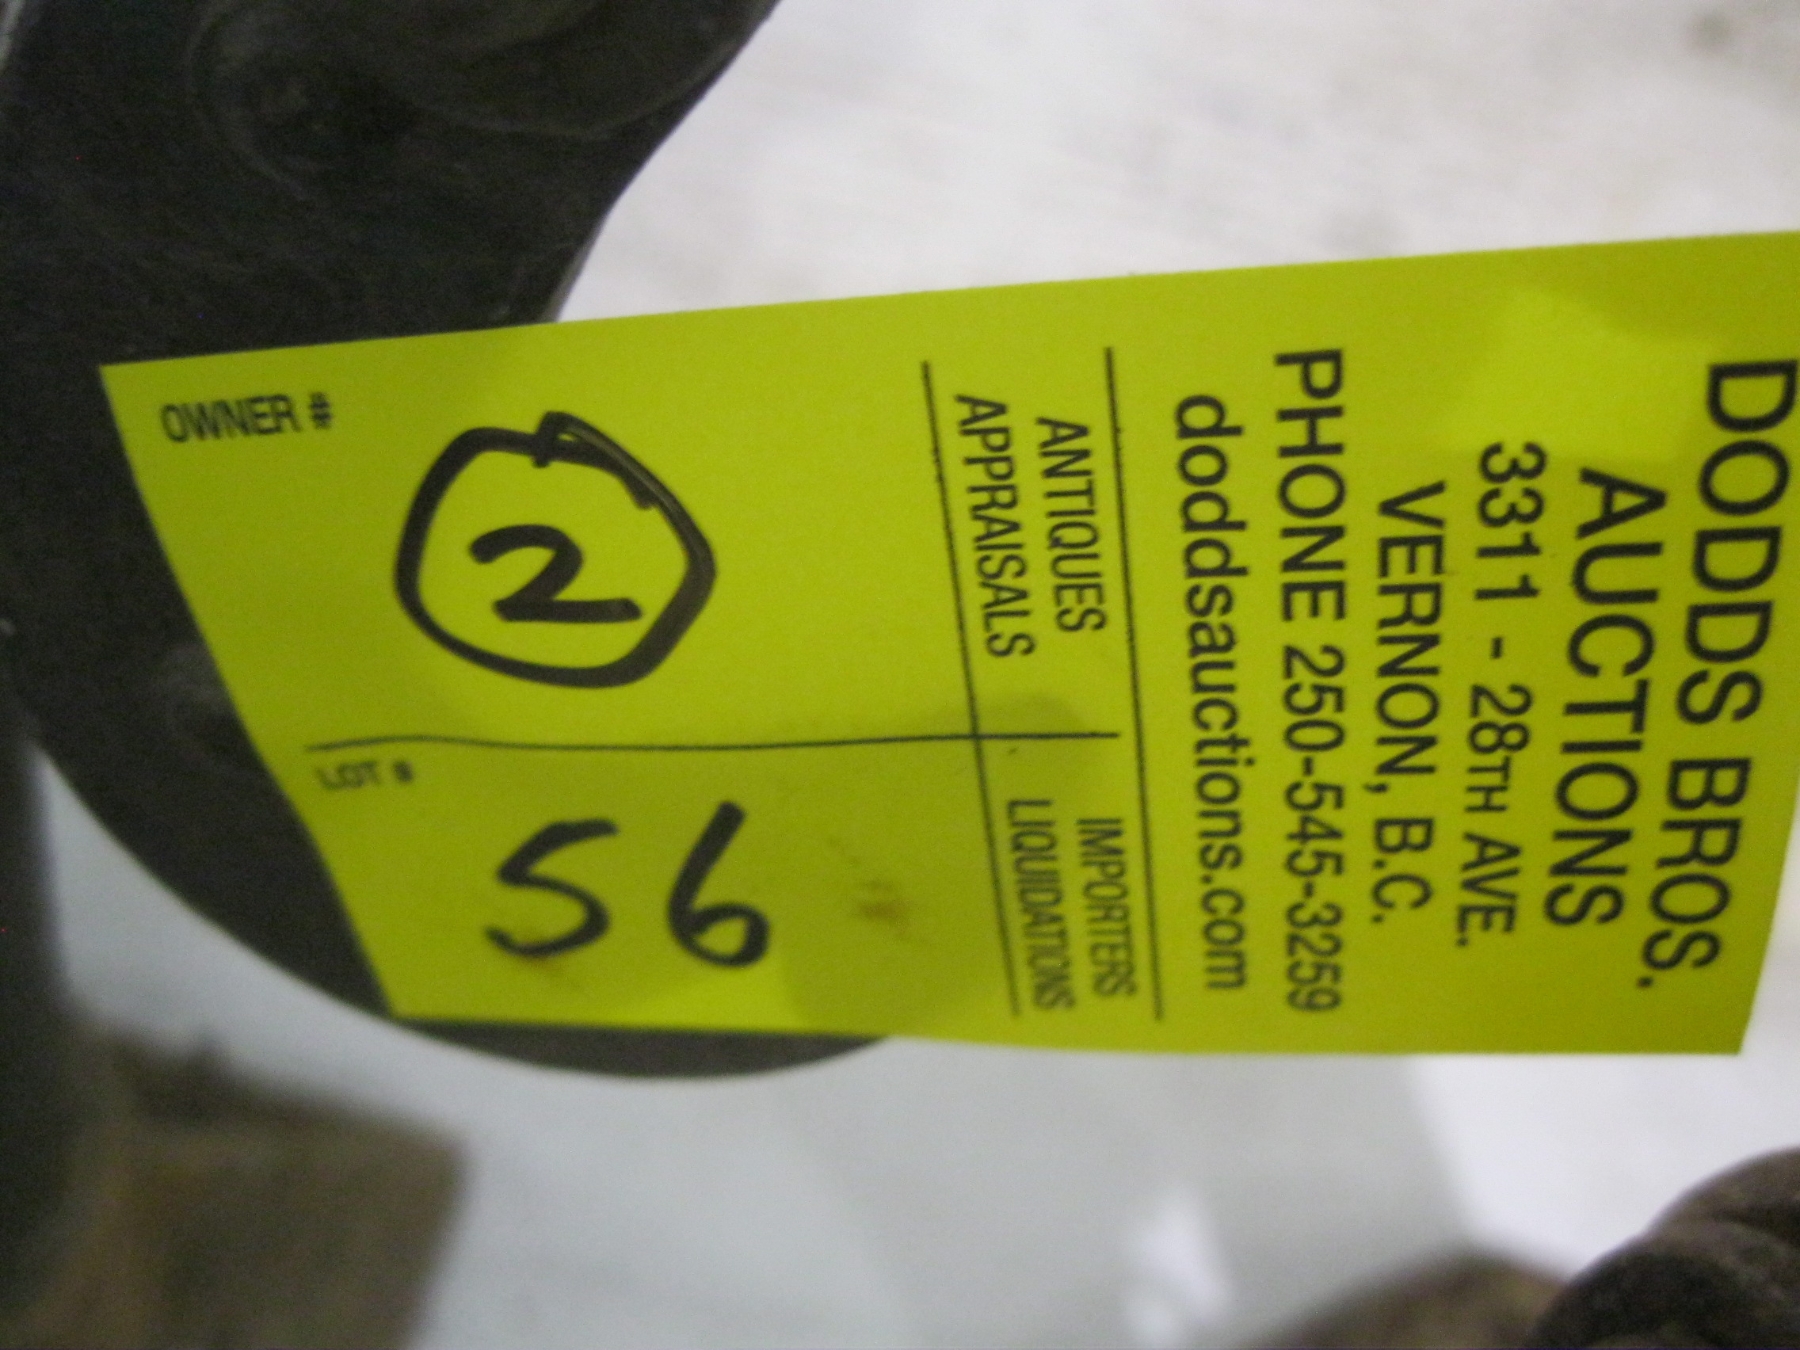 DODDS BROS.
AUCTIONS
3311 - 28TH AVE.
VERNON, B.C.
PHONE 250-545-3259
doddsauctions.com
ANTIQUES
APPRAISALS
IMPORTERS
LIQUIDATIONS
OWNER #
2
LOT #
56